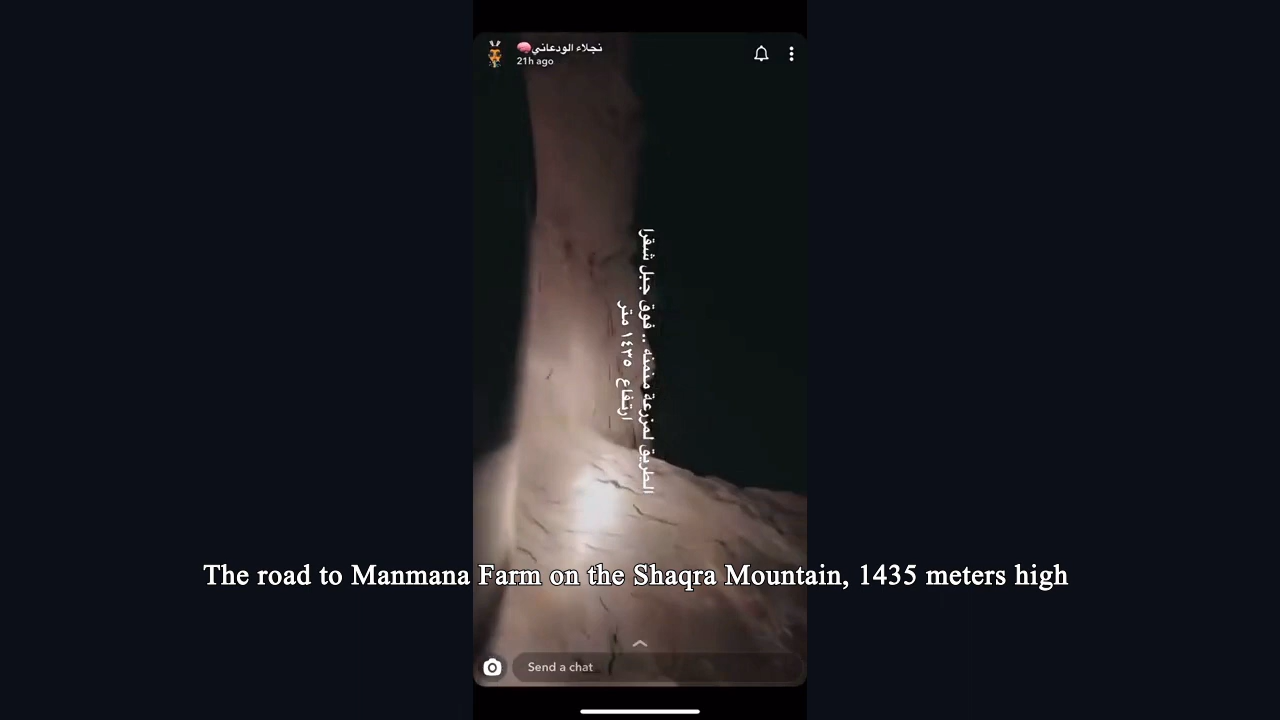 نجلاء الودعاني🧠
21h ago
الطريق لمزرعة منمنه .. فوق جبل شقرا
ارتفاع ١٤٣٥ متر
The road to Manmana Farm on the Shaqra Mountain, 1435 meters high
Send a chat